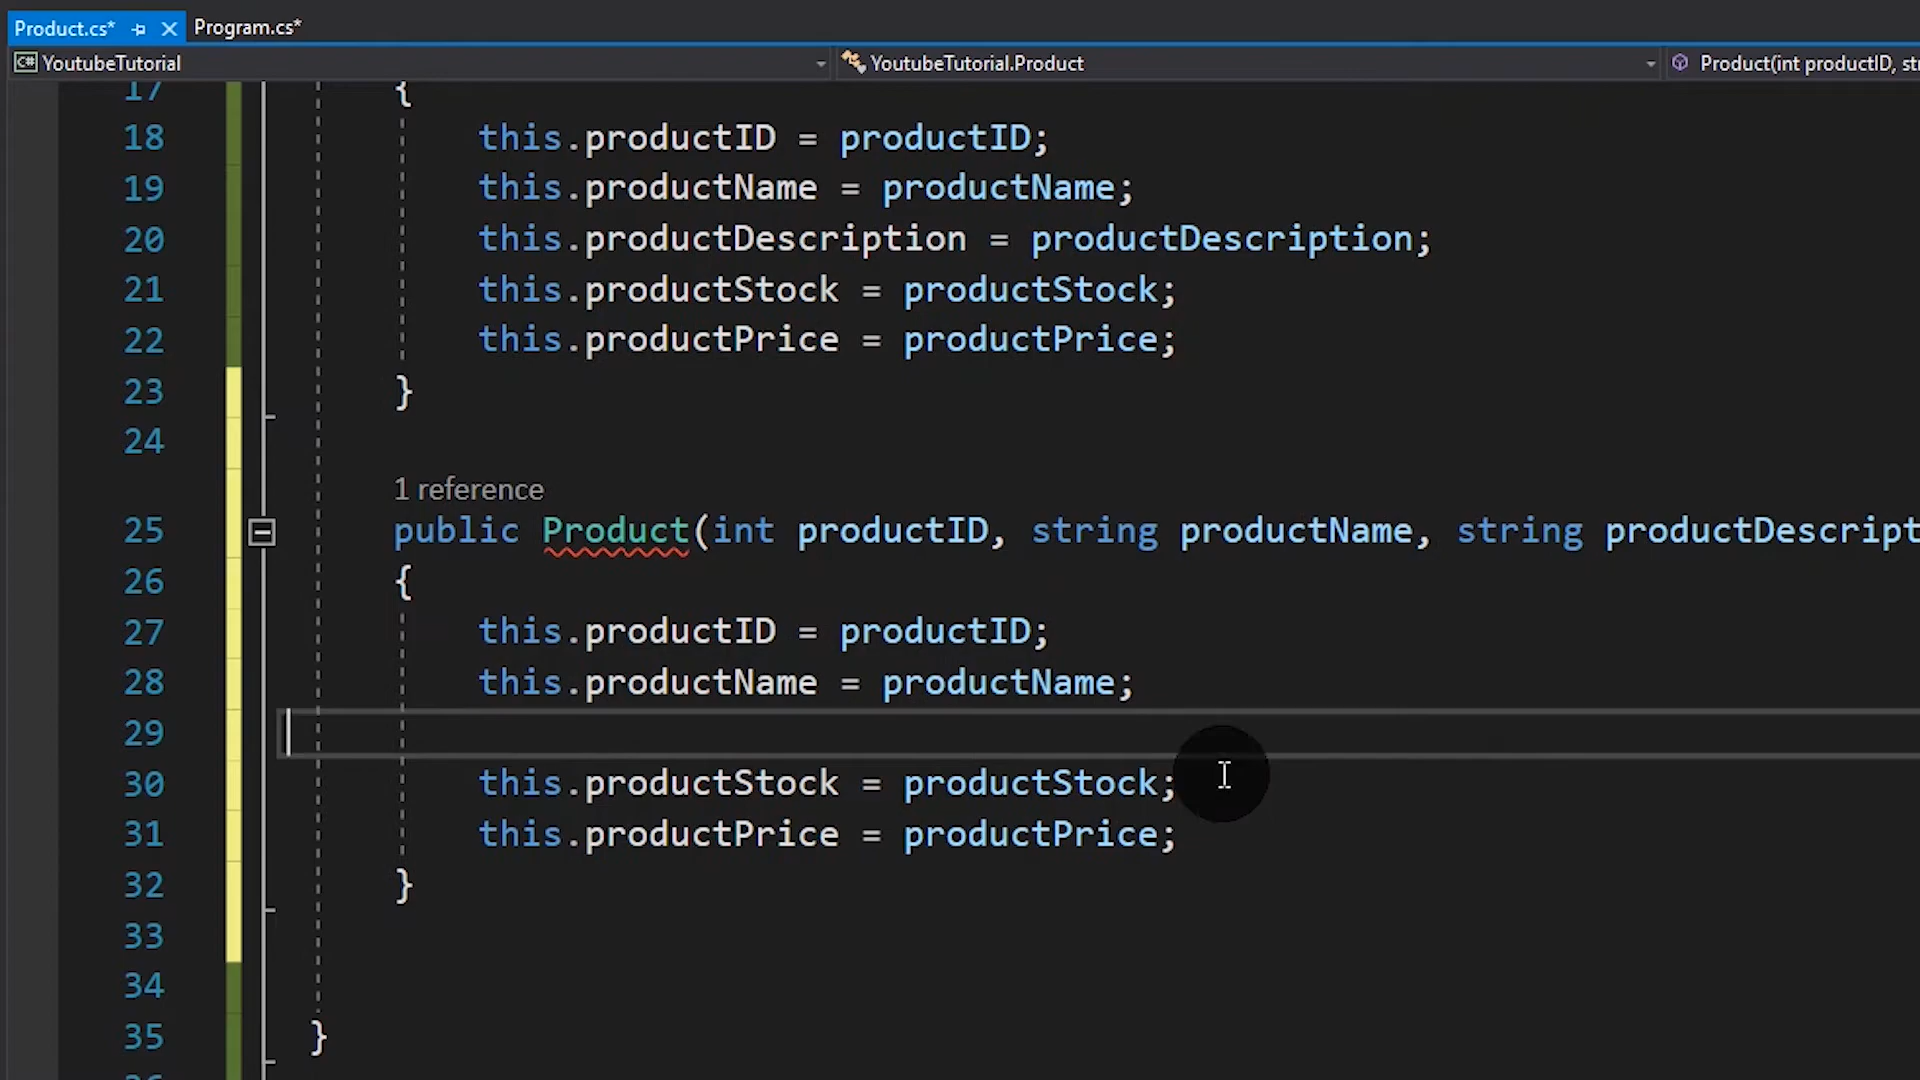 Product.cs* Program.cs*
YoutubeTutorial YoutubeTutorial.Product Product(int productID, str
17 {
18 this.productID = productID;
19 this.productName = productName;
20 this.productDescription = productDescription;
21 this.productStock = productStock;
22 this.productPrice = productPrice;
23 }
24
1 reference
25 public Product(int productID, string productName, string productDescript
26 {
27 this.productID = productID;
28 this.productName = productName;
29
30 this.productStock = productStock;
31 this.productPrice = productPrice;
32 }
33
34
35 }